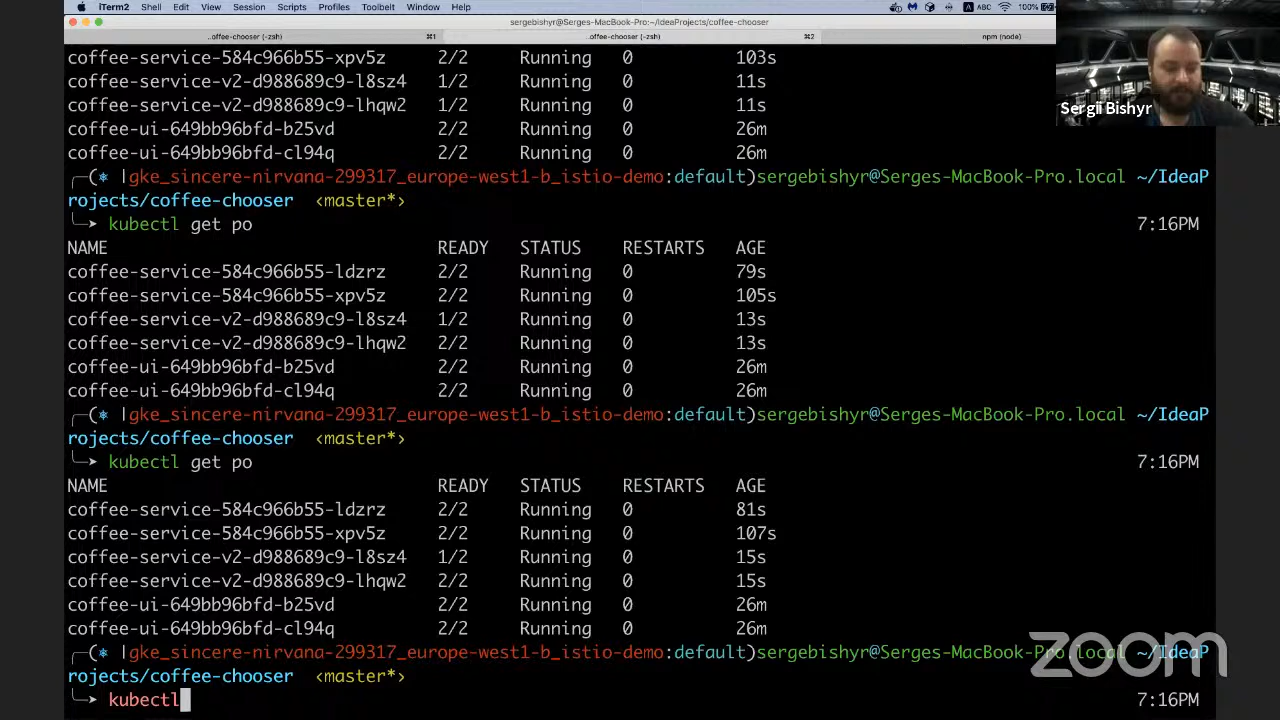 iTerm2 Shell Edit View Session Scripts Profiles Toolbelt Window Help A ABC 100%
sergebishyr@Serges-MacBook-Pro:~/IdeaProjects/coffee-chooser
..offee-chooser (-zsh) ⌘1 ..offee-chooser (-zsh) ⌘2 npm (node)
coffee-service-584c966b55-xpv5z 2/2 Running 0 103s
coffee-service-v2-d988689c9-l8sz4 1/2 Running 0 11s
coffee-service-v2-d988689c9-lhqw2 1/2 Running 0 11s
coffee-ui-649bb96bfd-b25vd 2/2 Running 0 26m
coffee-ui-649bb96bfd-cl94q 2/2 Running 0 26m
╭─(⎈ |gke_sincere-nirvana-299317_europe-west1-b_istio-demo:default)sergebishyr@Serges-MacBook-Pro.local ~/IdeaP
rojects/coffee-chooser ‹master*›
╰─➤ kubectl get po 7:16PM
NAME READY STATUS RESTARTS AGE
coffee-service-584c966b55-ldzrz 2/2 Running 0 79s
coffee-service-584c966b55-xpv5z 2/2 Running 0 105s
coffee-service-v2-d988689c9-l8sz4 1/2 Running 0 13s
coffee-service-v2-d988689c9-lhqw2 2/2 Running 0 13s
coffee-ui-649bb96bfd-b25vd 2/2 Running 0 26m
coffee-ui-649bb96bfd-cl94q 2/2 Running 0 26m
╭─(⎈ |gke_sincere-nirvana-299317_europe-west1-b_istio-demo:default)sergebishyr@Serges-MacBook-Pro.local ~/IdeaP
rojects/coffee-chooser ‹master*›
╰─➤ kubectl get po 7:16PM
NAME READY STATUS RESTARTS AGE
coffee-service-584c966b55-ldzrz 2/2 Running 0 81s
coffee-service-584c966b55-xpv5z 2/2 Running 0 107s
coffee-service-v2-d988689c9-l8sz4 1/2 Running 0 15s
coffee-service-v2-d988689c9-lhqw2 2/2 Running 0 15s
coffee-ui-649bb96bfd-b25vd 2/2 Running 0 26m
coffee-ui-649bb96bfd-cl94q 2/2 Running 0 26m
╭─(⎈ |gke_sincere-nirvana-299317_europe-west1-b_istio-demo:default)sergebishyr@Serges-MacBook-Pro.local ~/IdeaP
rojects/coffee-chooser ‹master*›
╰─➤ kubectl 7:16PM
Sergii Bishyr
zoom